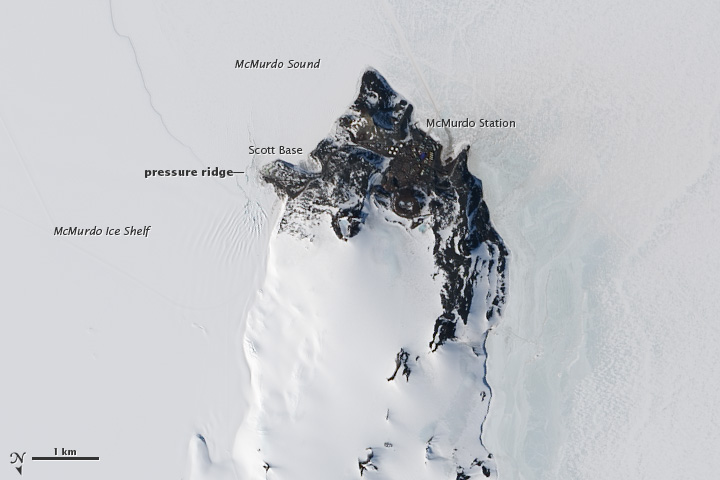 McMurdo Sound
McMurdo Station
Scott Base
pressure ridge
McMurdo Ice Shelf
N
1 km